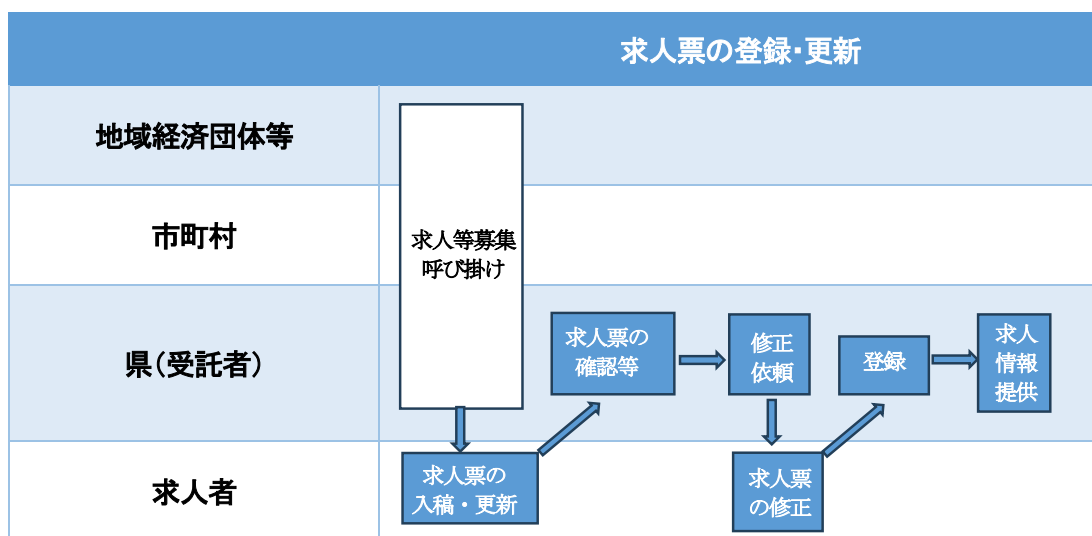 求人票の登録・更新
地域経済団体等
市町村
県（受託者）
求人者
求人等募集
呼び掛け
求人票の
入稿・更新
求人票の
確認等
修正
依頼
求人票
の修正
登録
求人
情報
提供